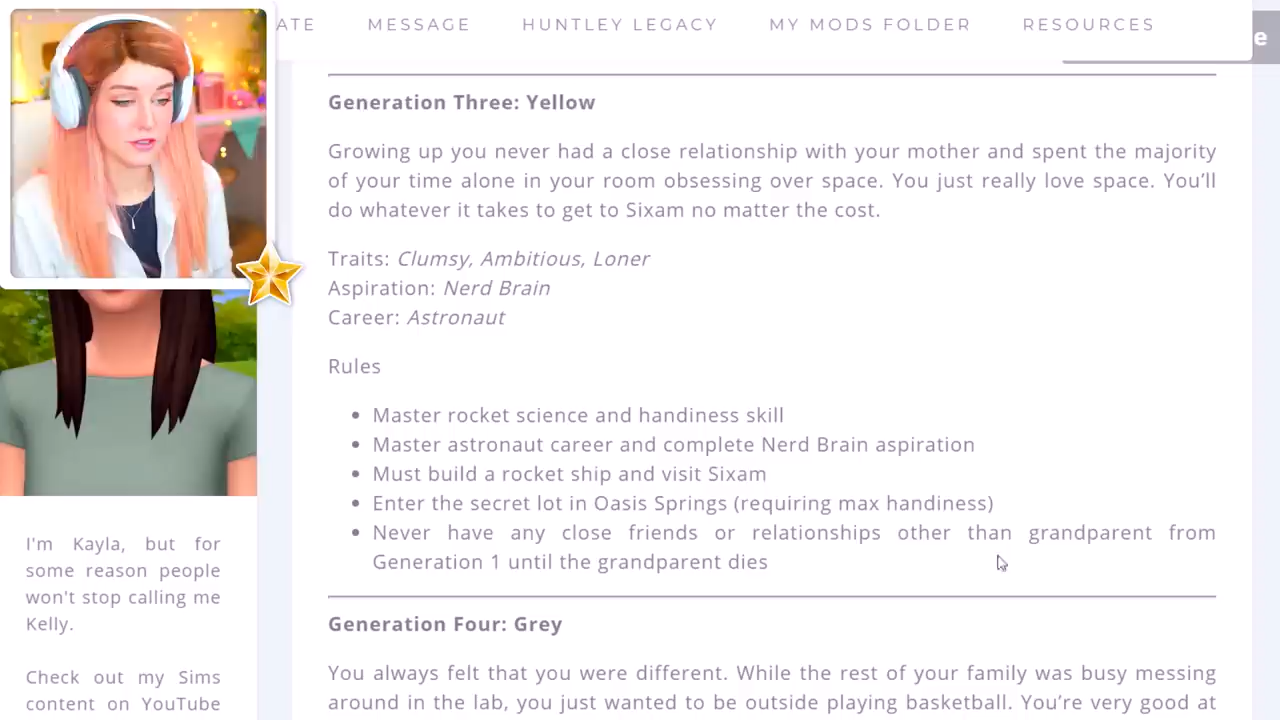 ATE MESSAGE HUNTLEY LEGACY MY MODS FOLDER RESOURCES
e
Generation Three: Yellow
Growing up you never had a close relationship with your mother and spent the majority
of your time alone in your room obsessing over space. You just really love space. You’ll
do whatever it takes to get to Sixam no matter the cost.
Traits: Clumsy, Ambitious, Loner
Aspiration: Nerd Brain
Career: Astronaut
Rules
• Master rocket science and handiness skill
• Master astronaut career and complete Nerd Brain aspiration
• Must build a rocket ship and visit Sixam
• Enter the secret lot in Oasis Springs (requiring max handiness)
• Never have any close friends or relationships other than grandparent from
Generation 1 until the grandparent dies
Generation Four: Grey
You always felt that you were different. While the rest of your family was busy messing
around in the lab, you just wanted to be outside playing basketball. You’re very good at
I'm Kayla, but for
some reason people
won't stop calling me
Kelly.
Check out my Sims
content on YouTube